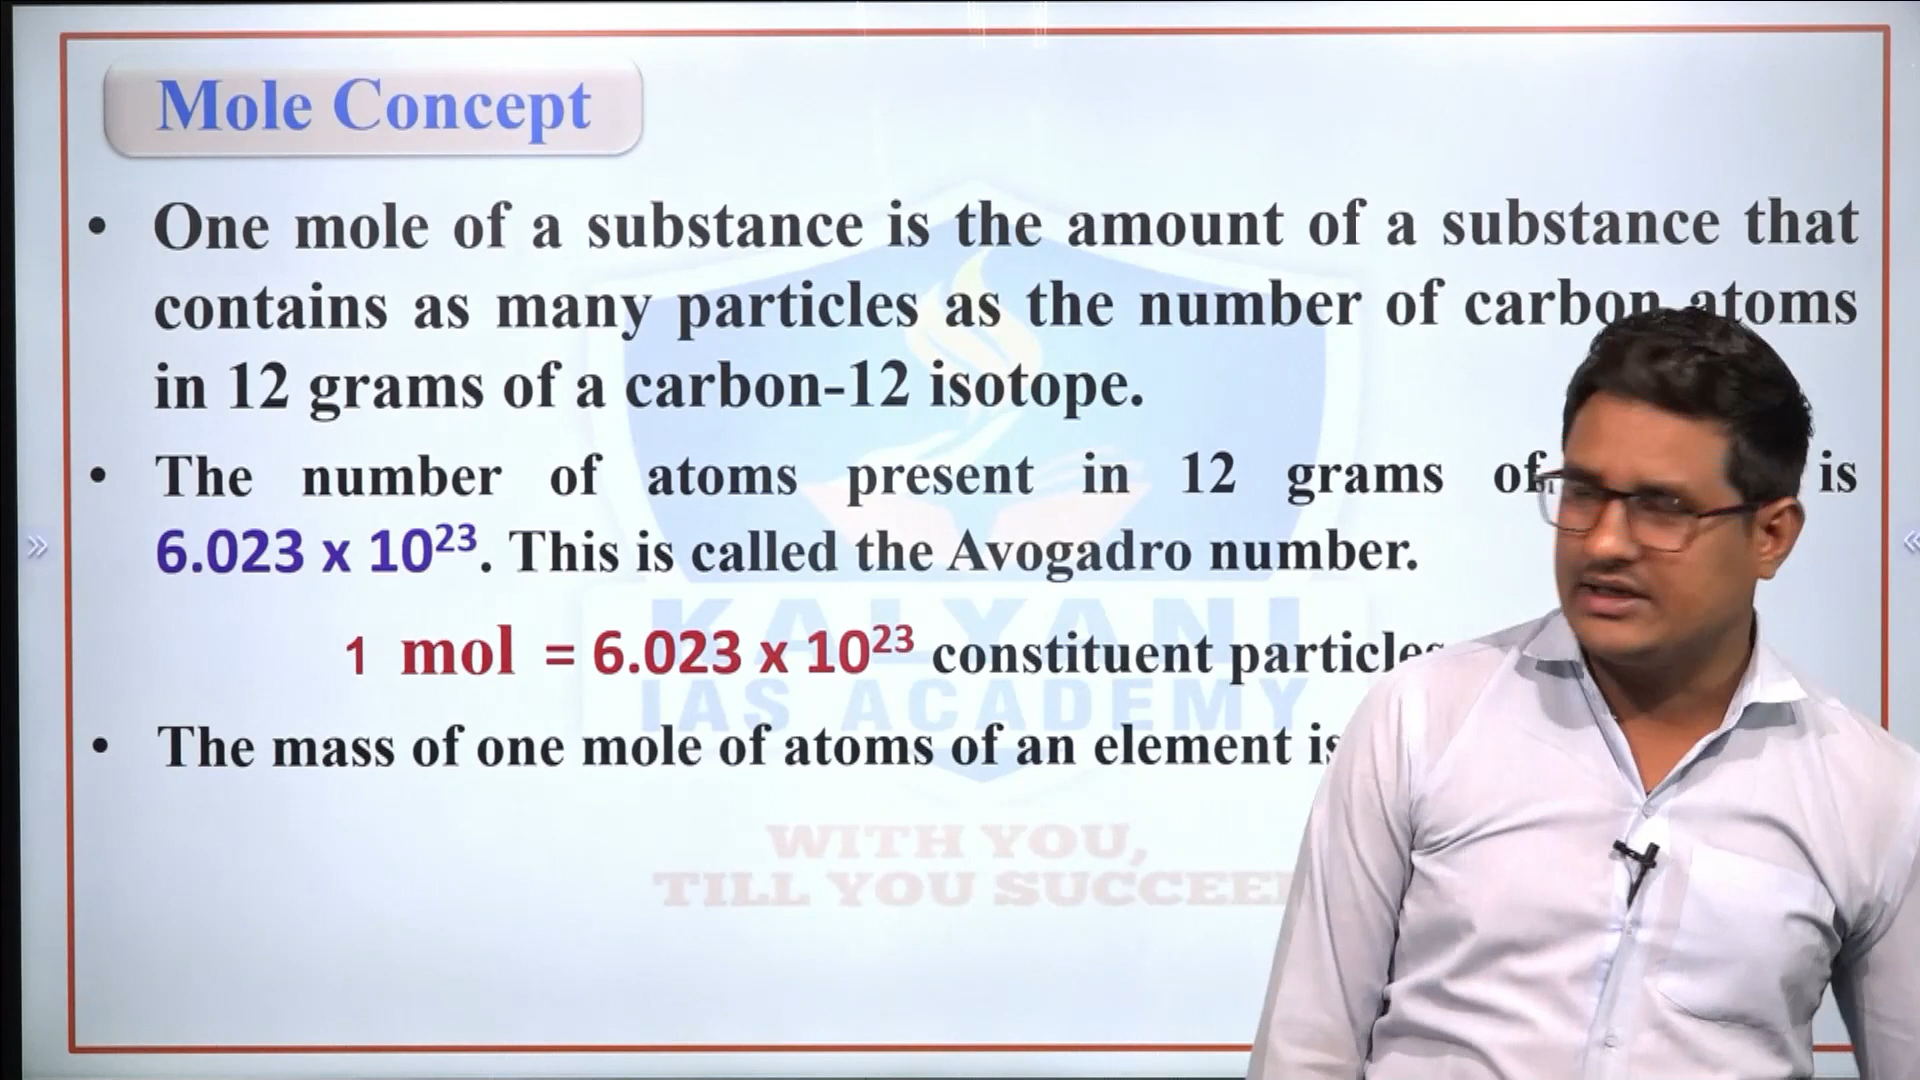 Mole Concept
• One mole of a substance is the amount of a substance that
contains as many particles as the number of carbon atoms
in 12 grams of a carbon-12 isotope.
• The number of atoms present in 12 grams of is
6.023 x 10²³. This is called the Avogadro number.
1 mol = 6.023 x 10²³ constituent particles
• The mass of one mole of atoms of an element is
KALYANI
IAS ACADEMY
WITH YOU,
TILL YOU SUCCEED